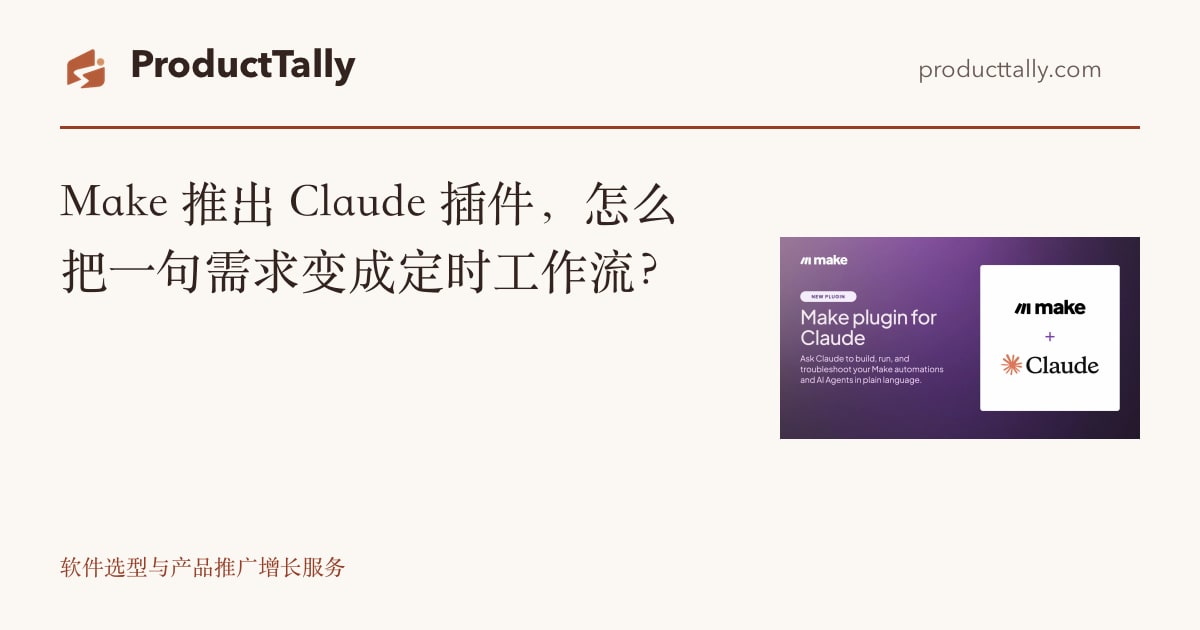 ProductTally
producttally.com
Make 推出 Claude 插件，怎么
把一句需求变成定时工作流？
make
NEW PLUGIN
Make plugin for
Claude
Ask Claude to build, run, and
troubleshoot your Make automations
and AI Agents in plain language.
make
+
Claude
软件选型与产品推广增长服务